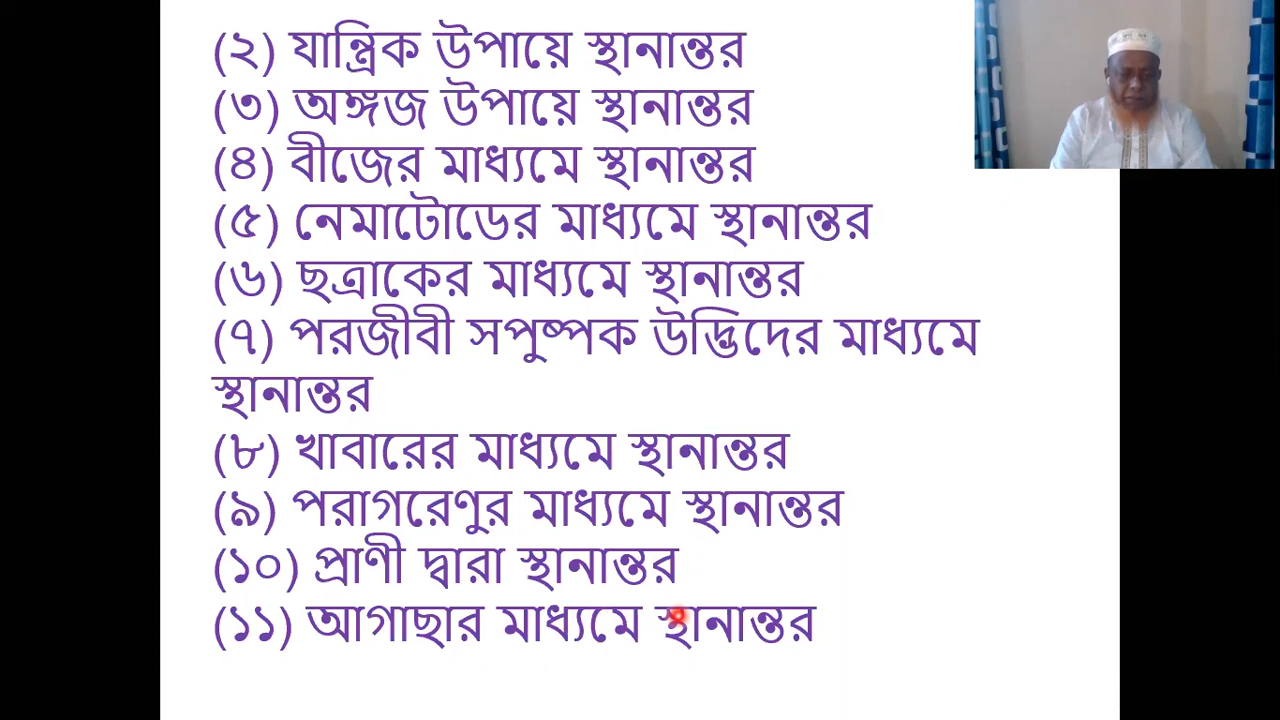 (২) যান্ত্রিক উপায়ে স্থানান্তর
(৩) অঙ্গজ উপায়ে স্থানান্তর
(৪) বীজের মাধ্যমে স্থানান্তর
(৫) নেমাটোডের মাধ্যমে স্থানান্তর
(৬) ছত্রাকের মাধ্যমে স্থানান্তর
(৭) পরজীবী সপুষ্পক উদ্ভিদের মাধ্যমে
স্থানান্তর
(৮) খাবারের মাধ্যমে স্থানান্তর
(৯) পরাগরেণুর মাধ্যমে স্থানান্তর
(১০) প্রাণী দ্বারা স্থানান্তর
(১১) আগাছার মাধ্যমে স্থানান্তর